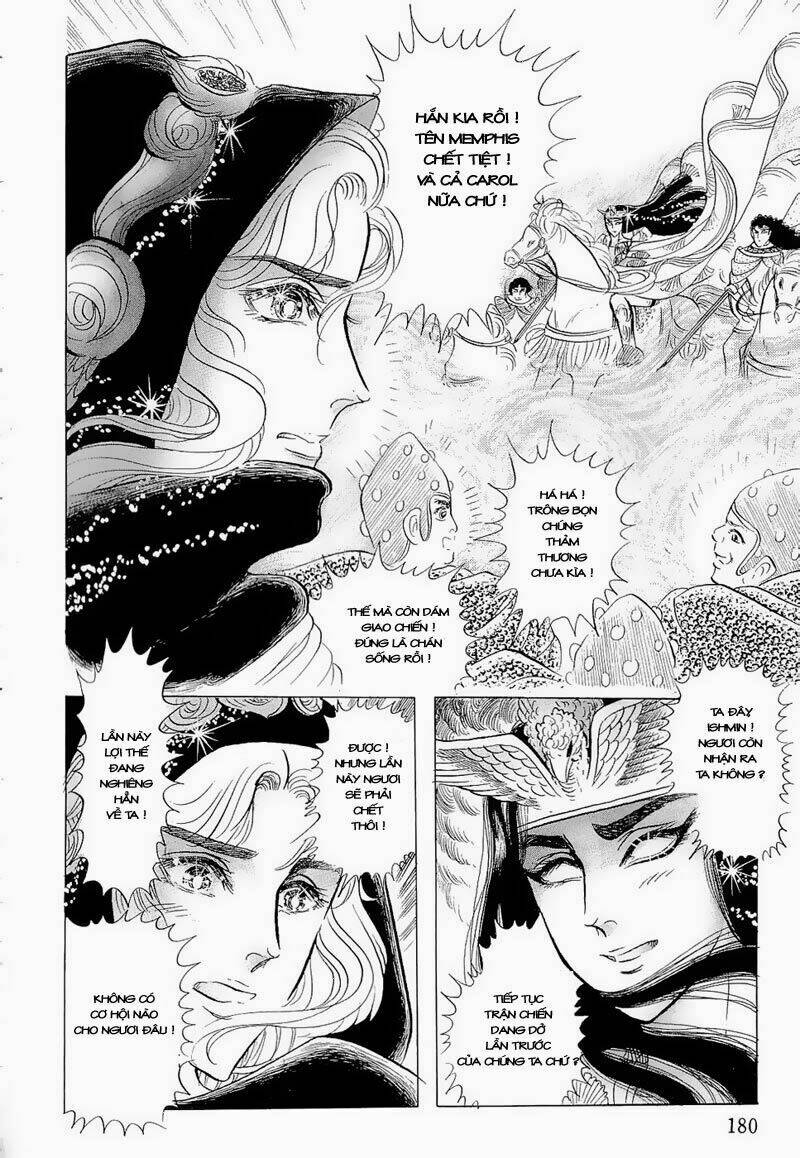 HẮN KIA RỒI !
TÊN MEMPHIS
CHẾT TIỆT !
VÀ CẢ CAROL
NỮA CHỨ !
HÁ HÁ !
TRÔNG BỌN
CHÚNG
THẢM
THƯƠNG
CHƯA KÌA !
THẾ MÀ CÒN DÁM
GIAO CHIẾN !
ĐÚNG LÀ CHÁN
SỐNG RỒI !
TA ĐÂY,
ISHMIN !
NGƯƠI CÒN
NHẬN RA
TA KHÔNG ?
TIẾP TỤC
TRẬN CHIẾN
DANG DỞ
LẦN TRƯỚC
CỦA CHÚNG TA CHỨ ?
ĐƯỢC !
NHƯNG LẦN
NÀY NGƯƠI
SẼ PHẢI
CHẾT
THÔI !
LẦN NÀY
LỢI THẾ
ĐANG
NGHIÊNG
HẲN
VỀ TA !
KHÔNG CÓ
CƠ HỘI NÀO
CHO NGƯƠI ĐÂU !
180